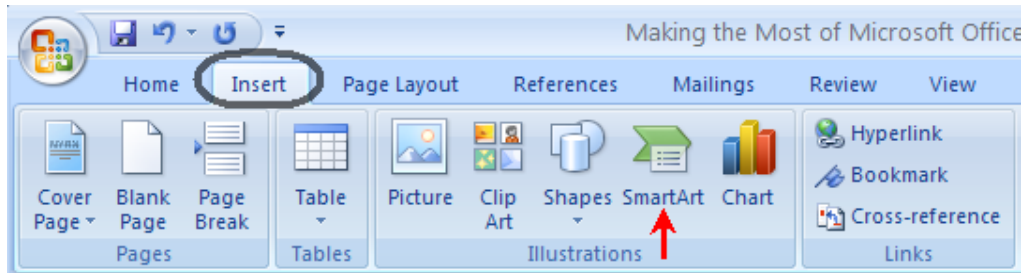 Making the Most of Microsoft Office
Home Insert Page Layout References Mailings Review View
Cover Page
Blank Page
Page Break
Table
Picture
Clip Art
Shapes
SmartArt
Chart
Hyperlink
Bookmark
Cross-reference
Pages
Tables
Illustrations
Links